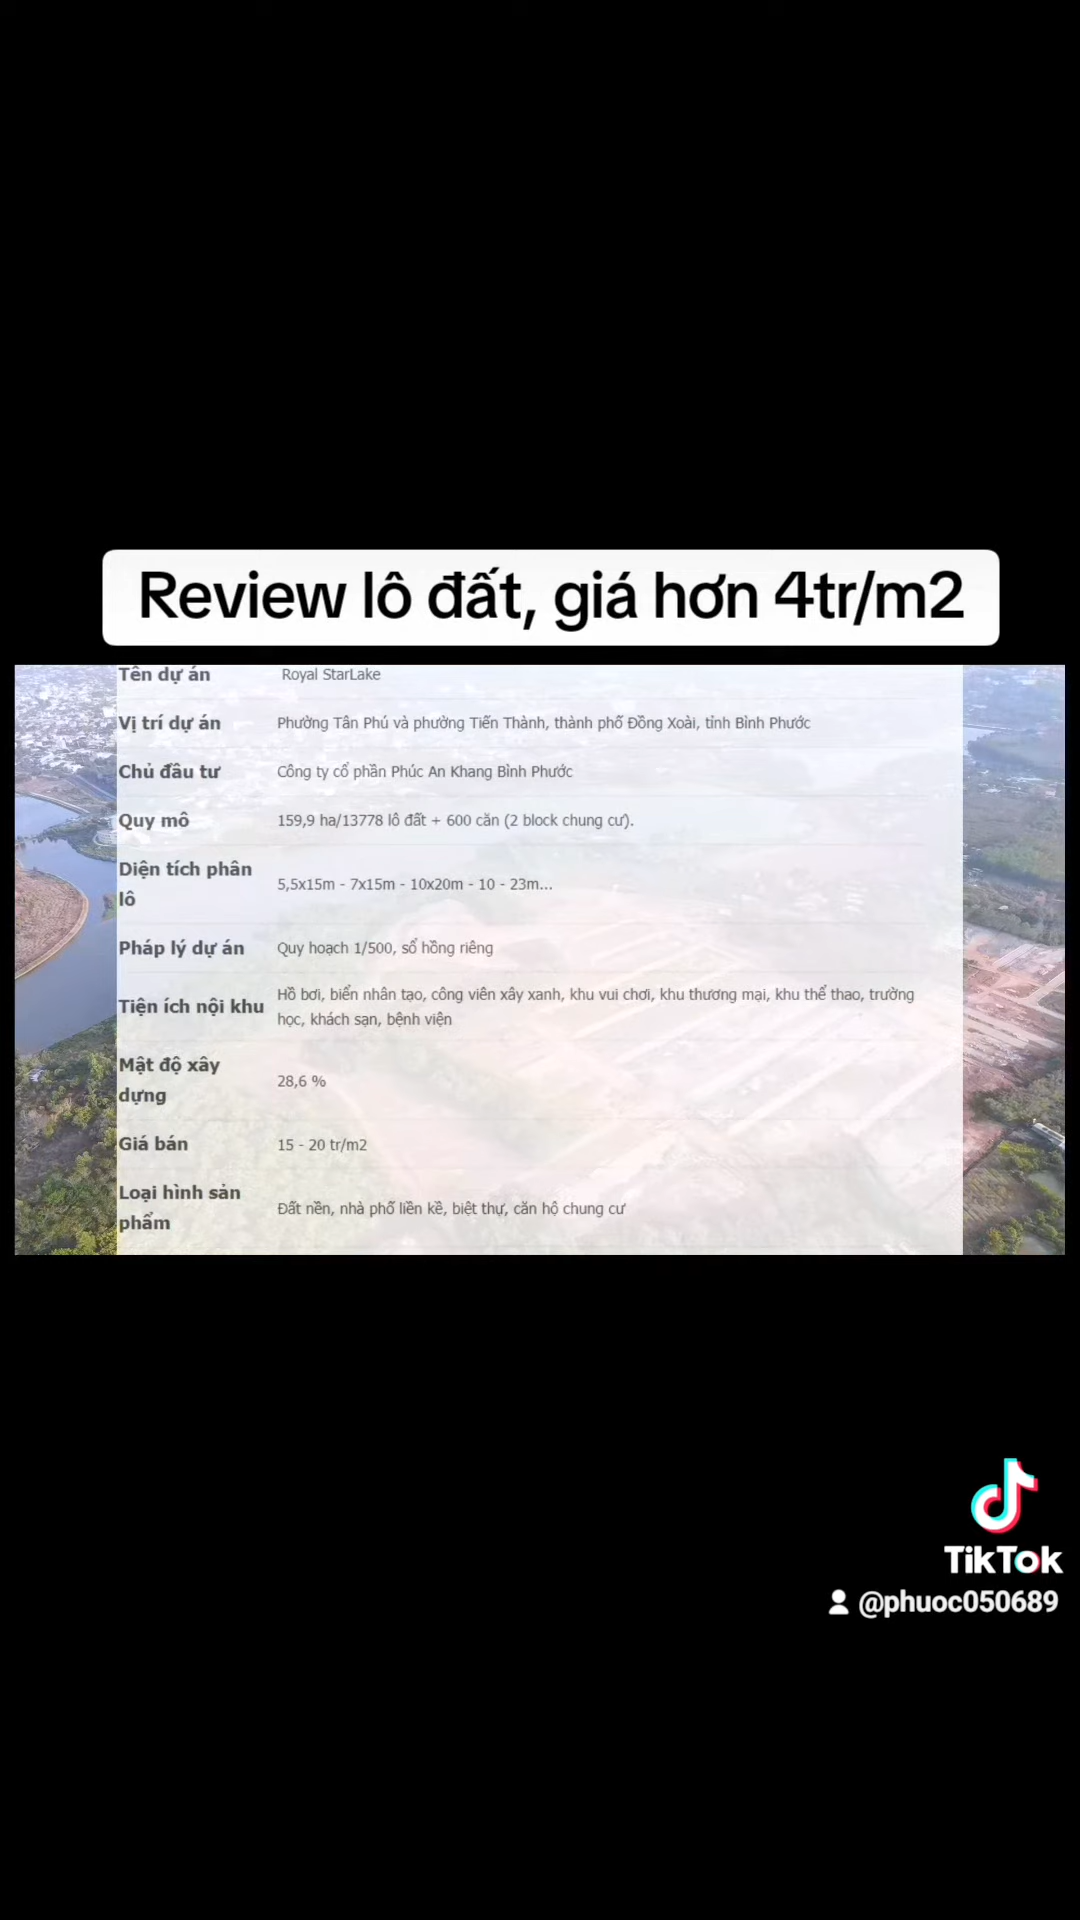 Review lô đất, giá hơn 4tr/m2
Tên dự án Royal StarLake
Vị trí dự án Phường Tân Phú và phường Tiến Thành, thành phố Đồng Xoài, tỉnh Bình Phước
Chủ đầu tư Công ty cổ phần Phúc An Khang Bình Phước
Quy mô 159,9 ha/13778 lô đất + 600 căn (2 block chung cư).
Diện tích phân
lô
5,5x15m - 7x15m - 10x20m - 10 - 23m...
Pháp lý dự án Quy hoạch 1/500, sổ hồng riêng
Tiện ích nội khu
Hồ bơi, biển nhân tạo, công viên xây xanh, khu vui chơi, khu thương mại, khu thể thao, trường
học, khách sạn, bệnh viện
Mật độ xây
dựng
28,6 %
Giá bán 15 - 20 tr/m2
Loại hình sản
phẩm
Đất nền, nhà phố liền kề, biệt thự, căn hộ chung cư
TikTok
@phuoc050689